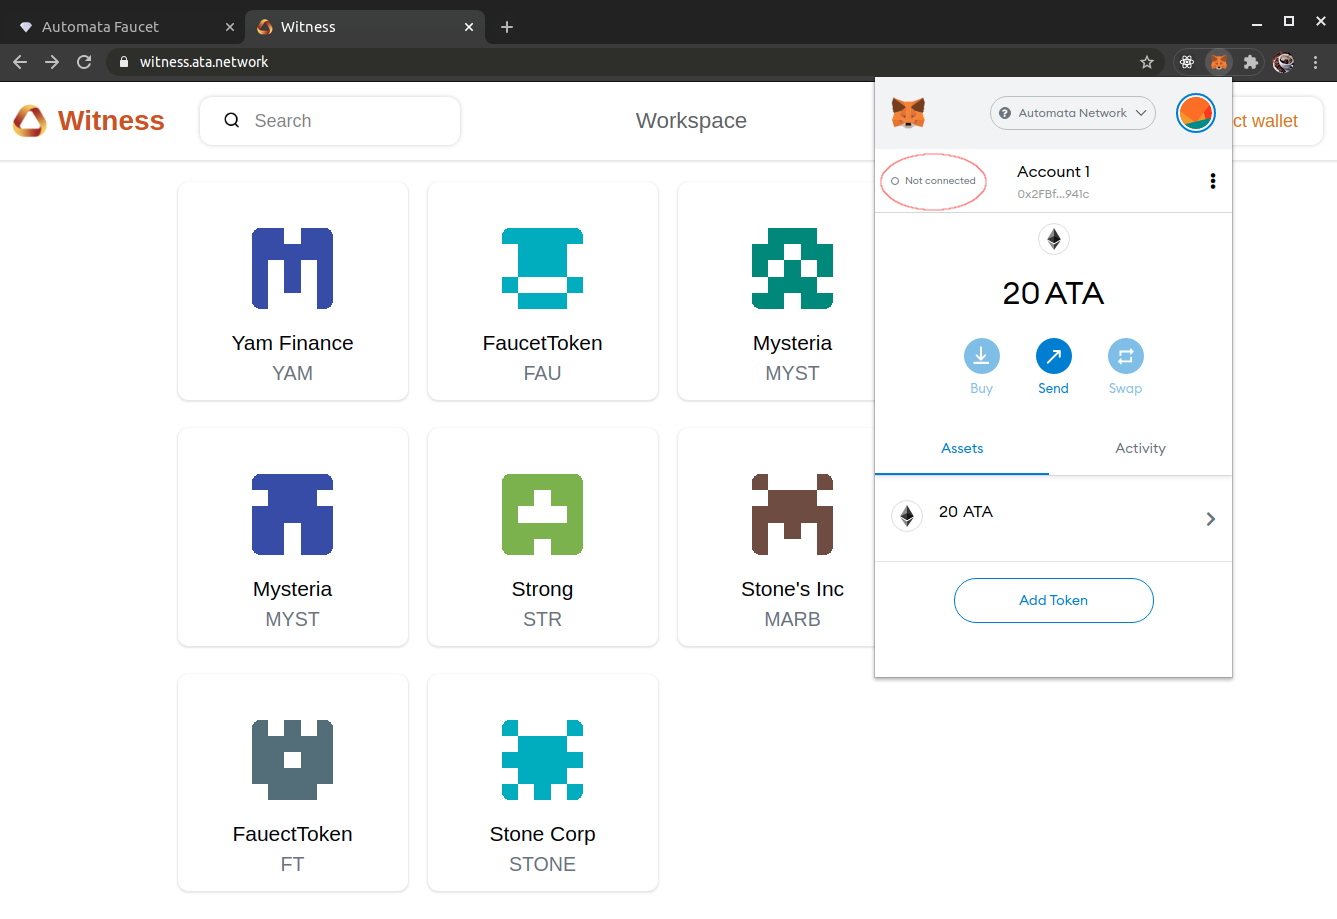 Automata Faucet
Witness
witness.ata.network
Witness
Search
Workspace
ct wallet
Automata Network
Not connected
Account 1
0x2FBf...941c
20 ATA
Buy
Send
Swap
Assets
Activity
20 ATA
Add Token
Yam Finance
YAM
FaucetToken
FAU
Mysteria
MYST
Mysteria
MYST
Strong
STR
Stone's Inc
MARB
FauectToken
FT
Stone Corp
STONE